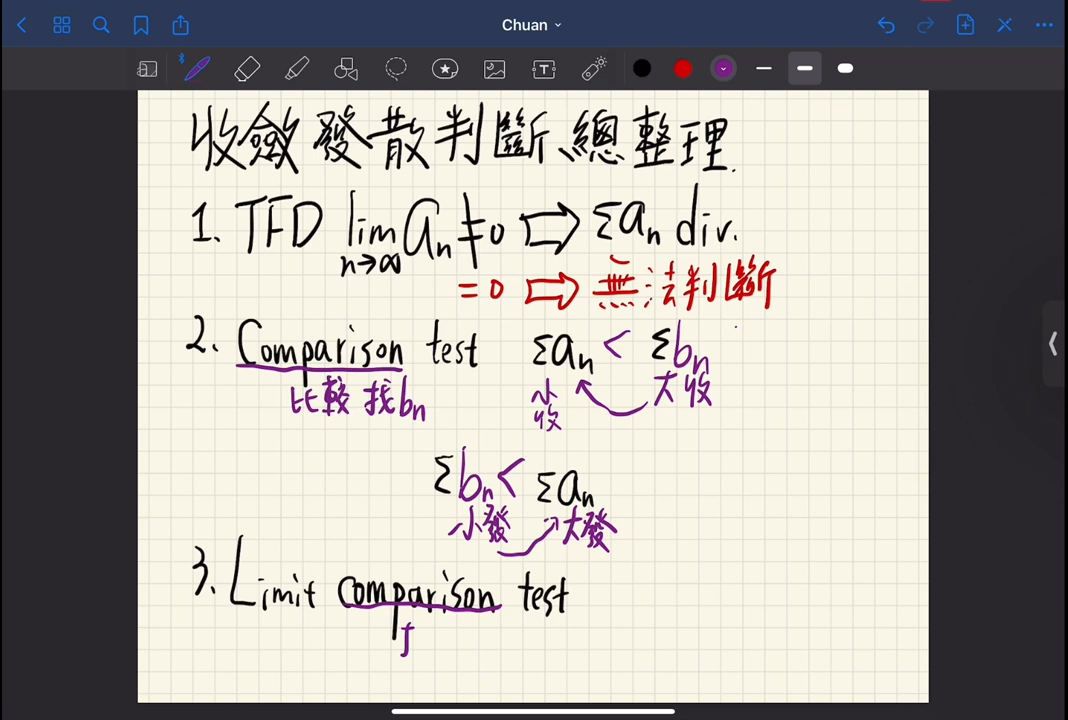 Chuan
收斂發散判斷總整理.
1. TFD lim n→∞ an ≠ 0 ⇨ Σan div.
= 0 ⇨ 無法判斷
2. Comparison test Σan < Σbn
比較 找bn 小收 大收
Σbn < Σan
小發 大發
3. Limit comparison test